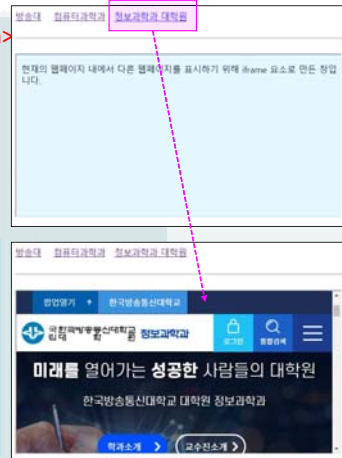 방송대 컴퓨터과학과 정보과학과 대학원
>
현재의 웹페이지 내에서 다른 웹페이지를 표시하기 위해 iframe 요소로 만든 창입
니다.
방송대 컴퓨터과학과 정보과학과 대학원
팝업열기 + 한국방송통신대학교
정보과학과
로그인 통합검색
미래를 열어가는 성공한 사람들의 대학원
한국방송통신대학교 대학원 정보과학과
학과소개 > 교수진소개 >